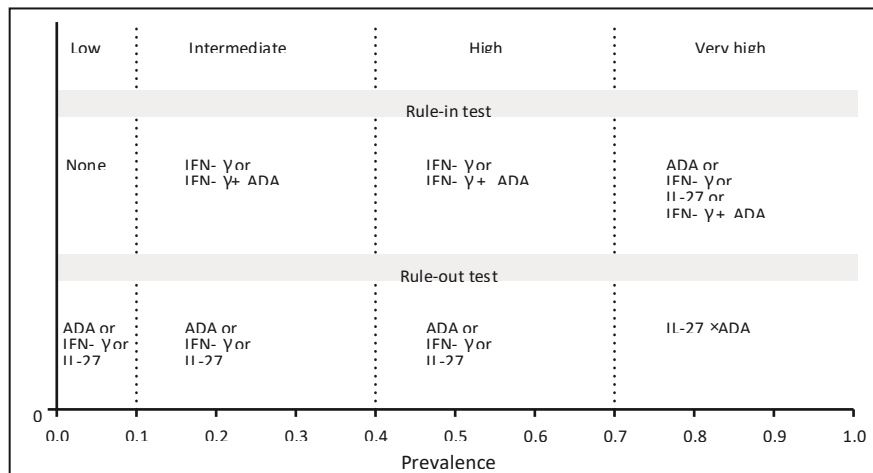 Low Intermediate High Very high
Rule-in test
None IFN- γ or IFN- γ or ADA or
IFN- γ+ ADA IFN- γ + ADA IFN- γ or
IL-27 or
IFN- γ + ADA
Rule-out test
ADA or ADA or ADA or IL-27 ×ADA
IFN- γ or IFN- γ or IFN- γ or
IL-27 IL-27 IL-27
0
0.0 0.1 0.2 0.3 0.4 0.5 0.6 0.7 0.8 0.9 1.0
Prevalence